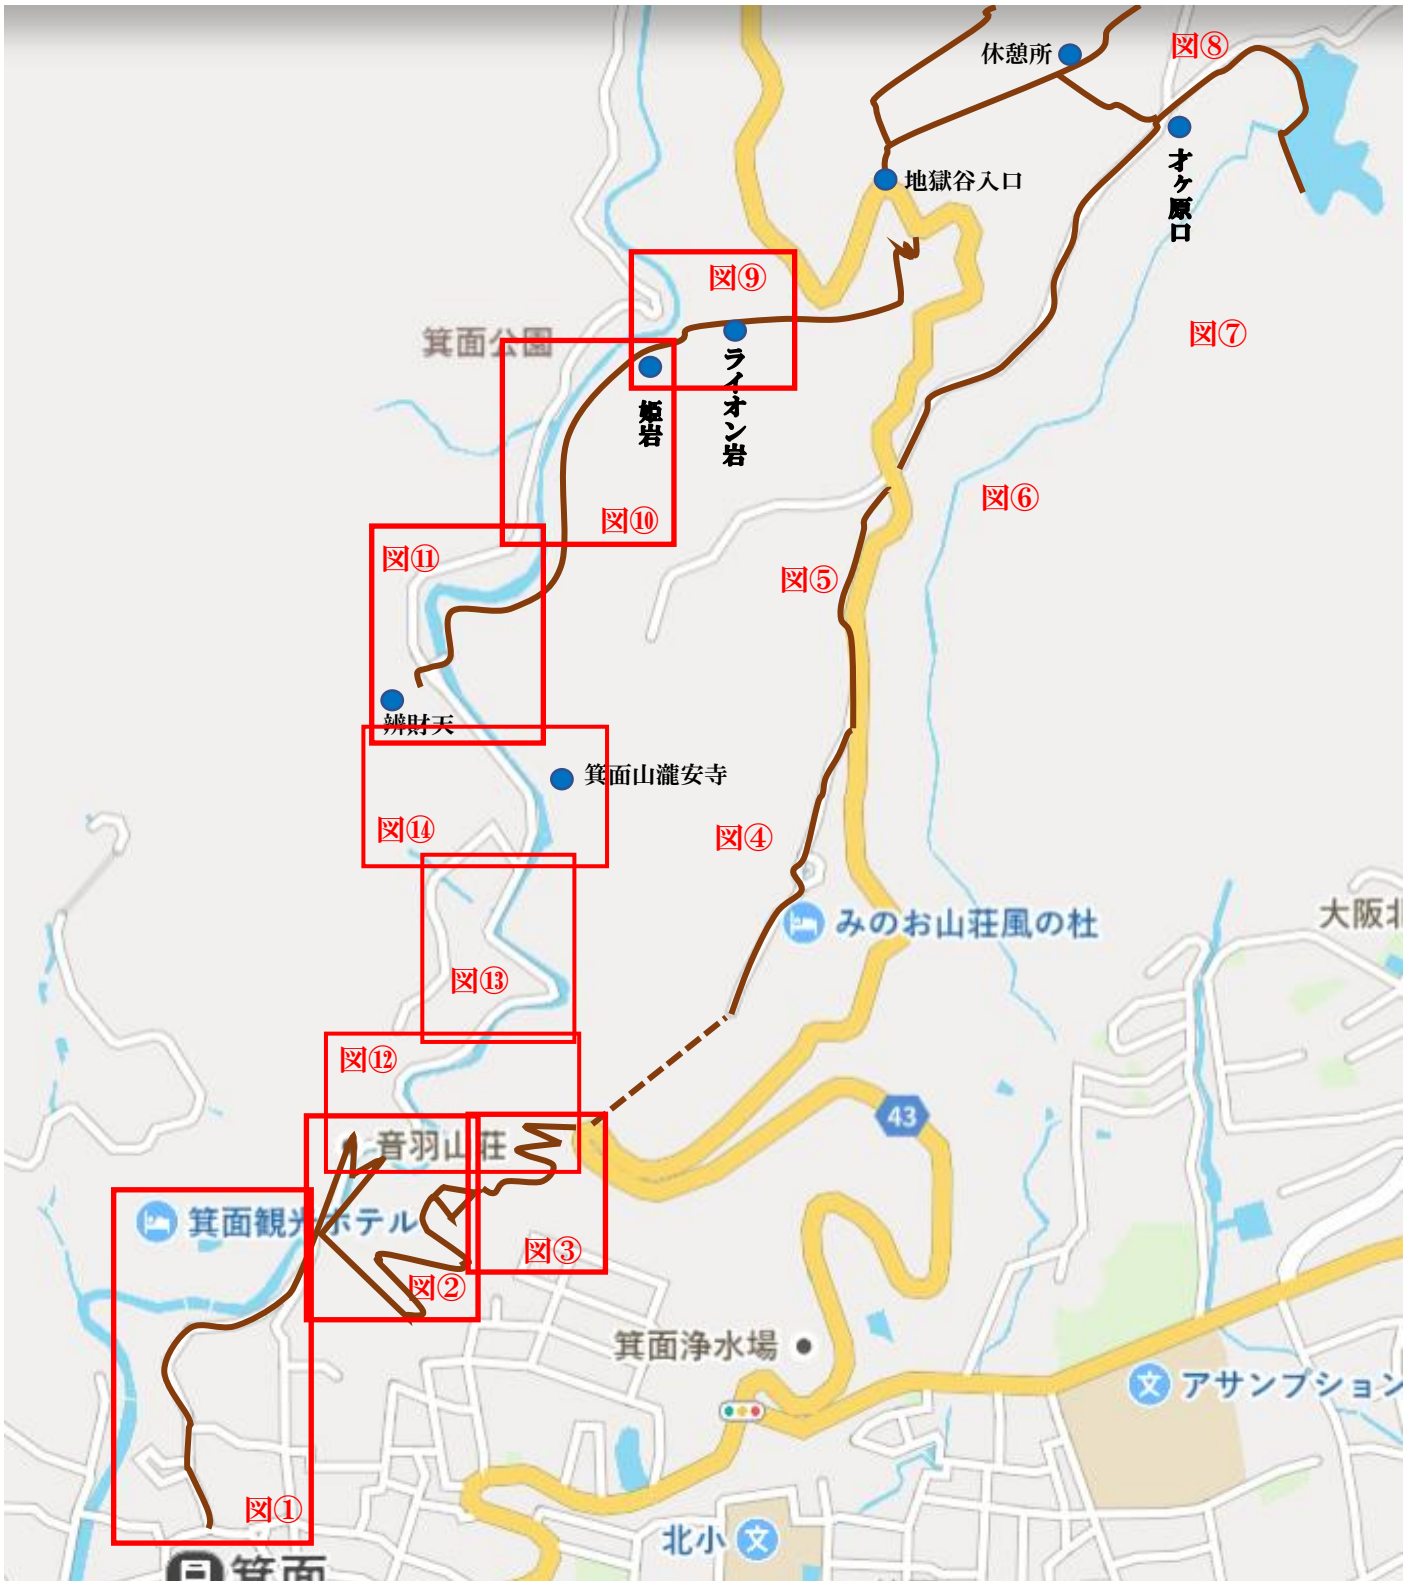 休憩所
図⑧
才ヶ原口
地獄谷入口
図⑨
図⑦
箕面公園
ライオン岩
姫岩
図⑥
図⑩
図⑪
図⑤
辨財天
箕面山瀧安寺
図⑭
図④
みのお山荘風の杜
大阪北
図⑬
図⑫
43
音羽山荘
箕面観光ホテル
図③
図②
箕面浄水場
文
アサンプション
図①
北小
文
箕面